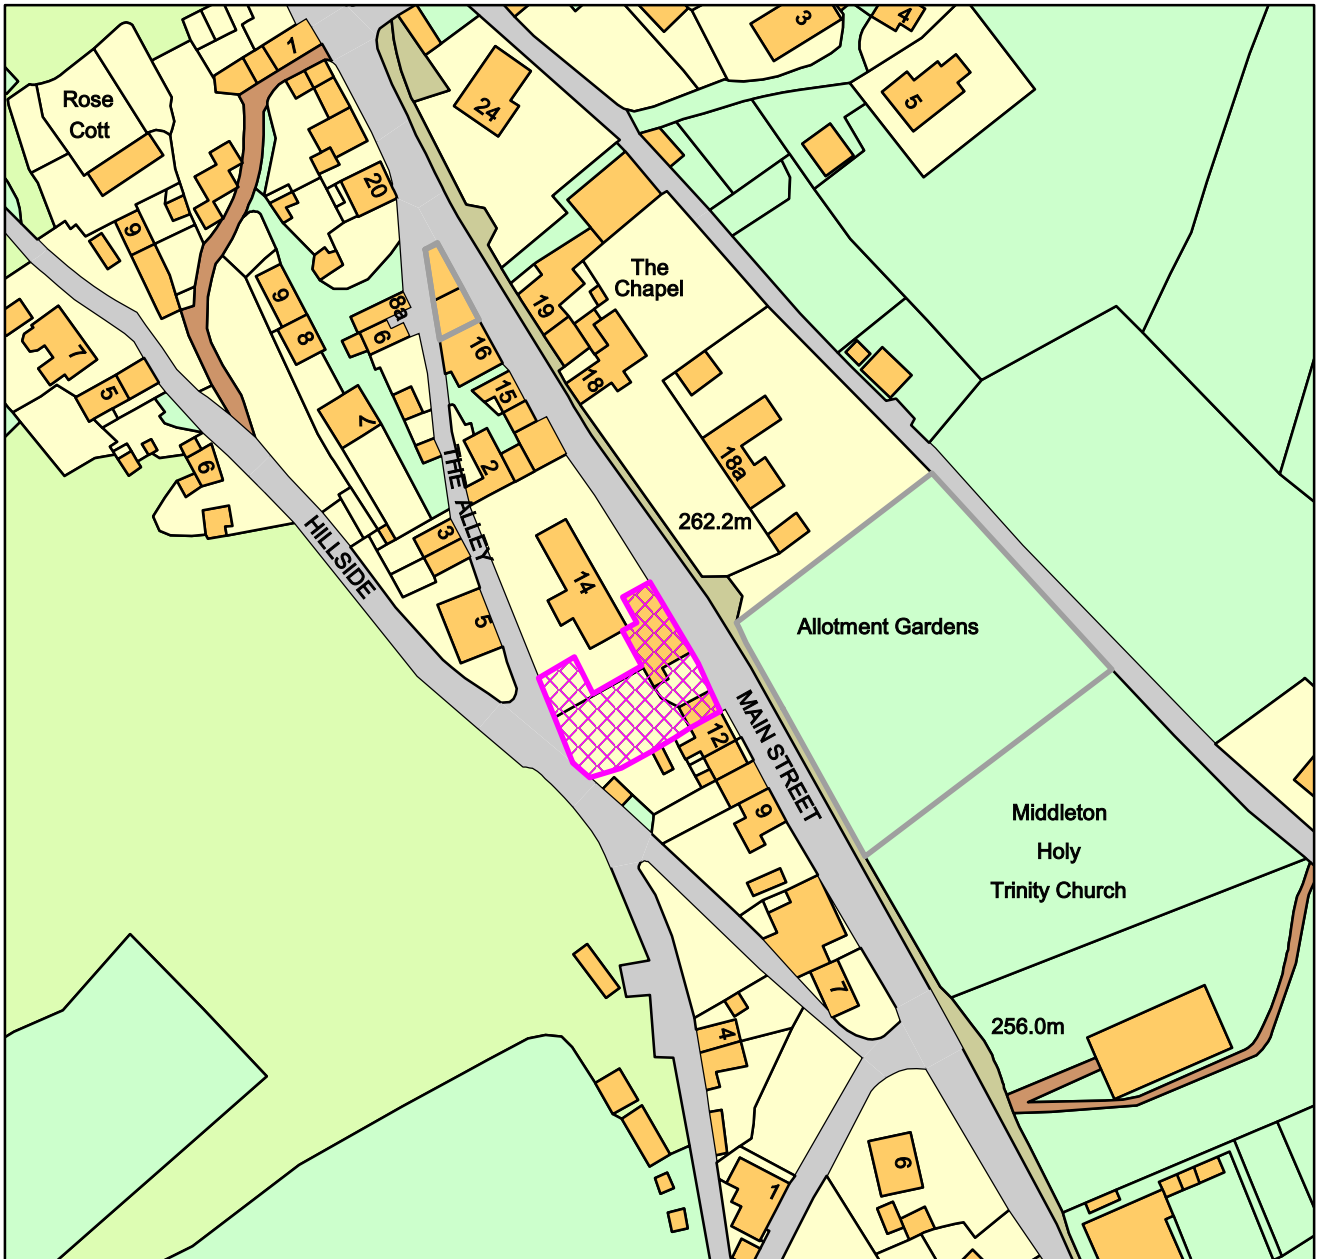 1
3
4
Rose
Cott
24
5
20
9
The
Chapel
9
8a
19
8
6
16
7
18
15
5
7
18a
2
6
THE ALLEY
262.2m
HILLSIDE
3
14
5
Allotment Gardens
MAIN STREET
12
9
Middleton
Holy
Trinity Church
7
256.0m
4
6
1